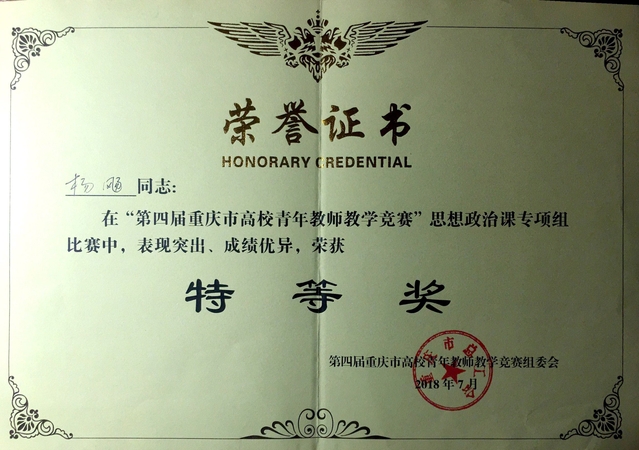 荣誉证书
HONORARY CREDENTIAL
杨 同志：
在“第四届重庆市高校青年教师教学竞赛”思想政治课专项组
比赛中，表现突出、成绩优异，荣获
特等奖
第四届重庆市高校青年教师教学竞赛组委会
2018年7月